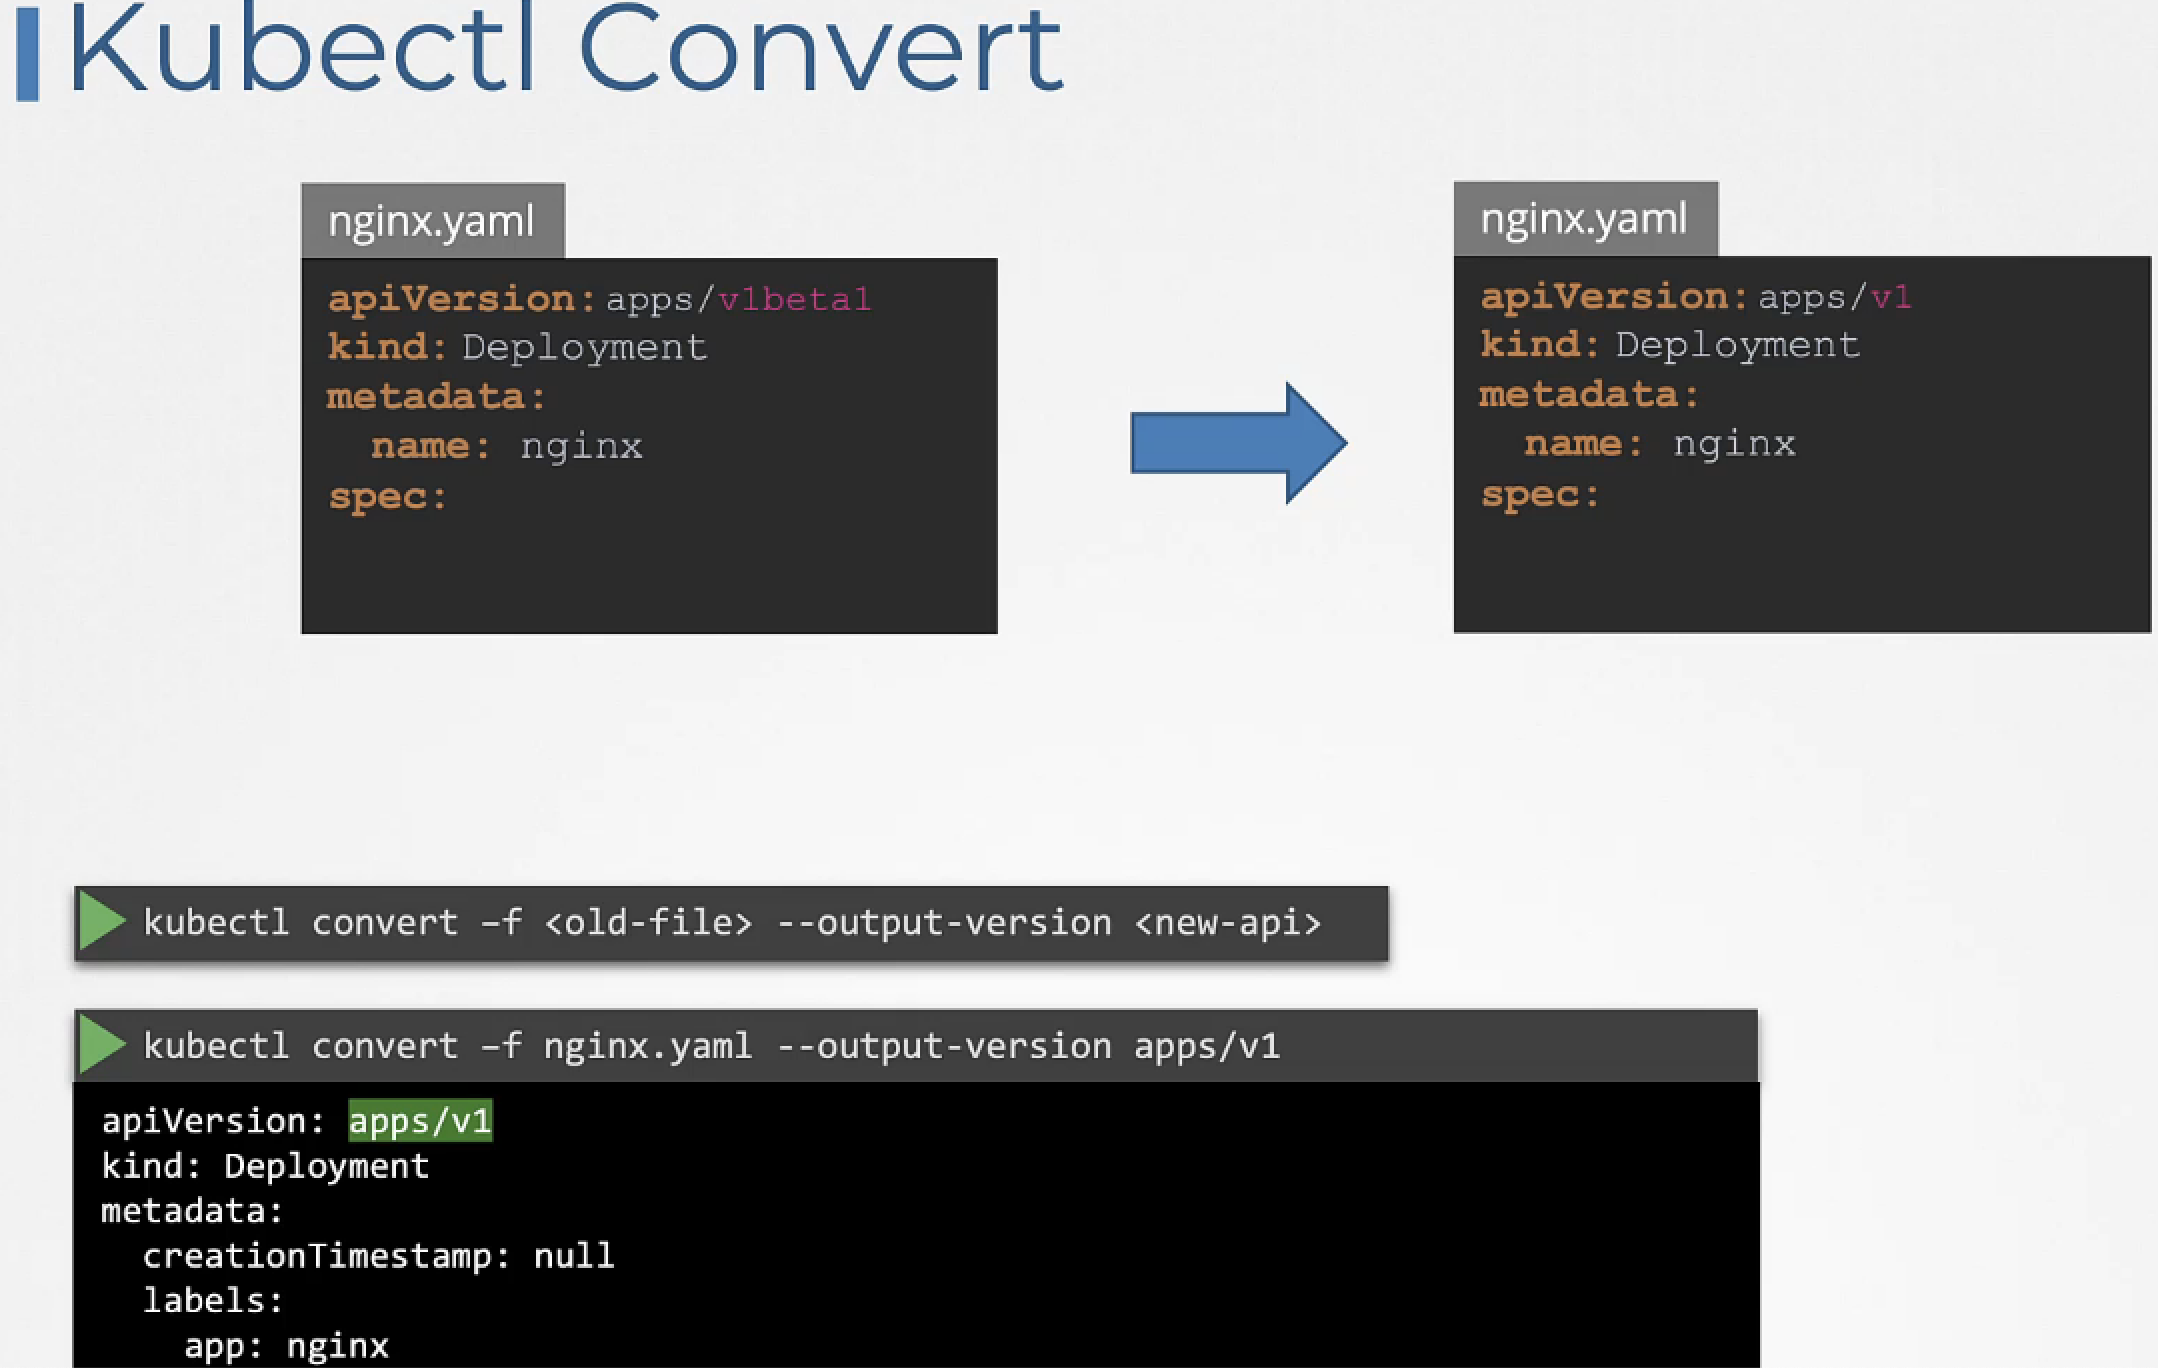 Kubectl Convert
nginx.yaml
apiVersion: apps/v1beta1
kind: Deployment
metadata:
  name: nginx
spec:
nginx.yaml
apiVersion: apps/v1
kind: Deployment
metadata:
  name: nginx
spec:
kubectl convert –f <old-file> --output-version <new-api>
kubectl convert –f nginx.yaml --output-version apps/v1
apiVersion: apps/v1
kind: Deployment
metadata:
  creationTimestamp: null
  labels:
    app: nginx